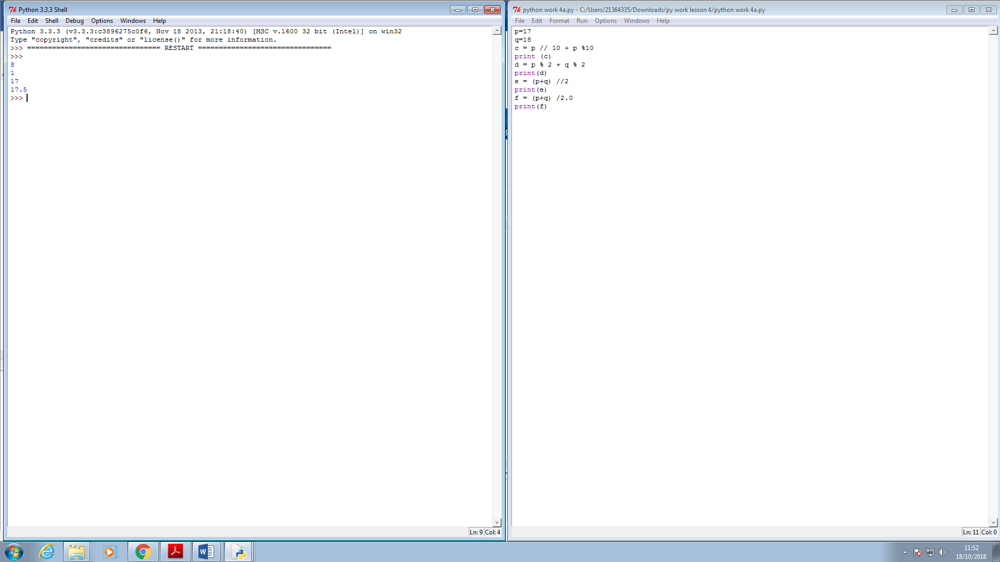 Python 3.3.3 Shell
File Edit Shell Debug Options Windows Help
Python 3.3.3 (v3.3.3:c3896275c0f6, Nov 18 2013, 21:18:40) [MSC v.1600 32 bit (Intel)] on win32
Type "copyright", "credits" or "license()" for more information.
>>> ================================ RESTART ================================
>>>
8
1
17
17.5
>>>
Ln: 9 Col: 4
python work 4a.py - C:/Users/21364335/Downloads/py work lesson 4/python work 4a.py
File Edit Format Run Options Windows Help
p=17
q=18
c = p // 10 + p %10
print (c)
d = p % 2 + q % 2
print(d)
e = (p+q) //2
print(e)
f = (p+q) /2.0
print(f)
Ln: 11 Col: 0
11:52
18/10/2018